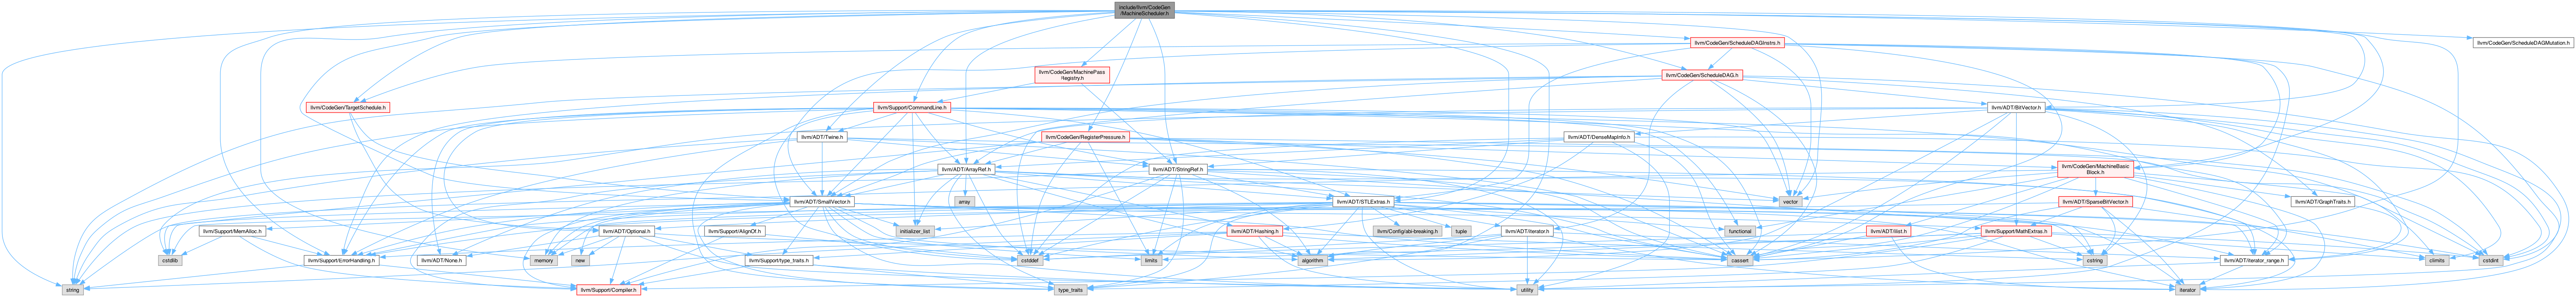 include/llvm/CodeGen
/MachineScheduler.h
llvm/CodeGen/ScheduleDAGInstrs.h
llvm/CodeGen/ScheduleDAGMutation.h
llvm/CodeGen/MachinePass
Registry.h
llvm/CodeGen/ScheduleDAG.h
llvm/CodeGen/TargetSchedule.h
llvm/Support/CommandLine.h
llvm/ADT/BitVector.h
llvm/ADT/Twine.h
llvm/CodeGen/RegisterPressure.h
llvm/ADT/DenseMapInfo.h
llvm/ADT/ArrayRef.h
llvm/ADT/StringRef.h
llvm/CodeGen/MachineBasic
Block.h
llvm/ADT/SmallVector.h
array
llvm/ADT/STLExtras.h
vector
llvm/ADT/SparseBitVector.h
llvm/ADT/GraphTraits.h
llvm/Support/MemAlloc.h
llvm/Support/AlignOf.h
llvm/ADT/Optional.h
initializer_list
llvm/ADT/Hashing.h
llvm/Config/abi-breaking.h
tuple
llvm/ADT/iterator.h
functional
llvm/ADT/ilist.h
llvm/Support/MathExtras.h
cstdlib
llvm/Support/ErrorHandling.h
llvm/ADT/None.h
memory
new
llvm/Support/type_traits.h
cstddef
limits
algorithm
cassert
cstring
llvm/ADT/iterator_range.h
climits
cstdint
string
llvm/Support/Compiler.h
type_traits
utility
iterator